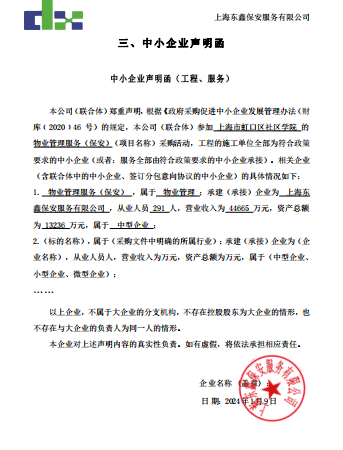 上海东鑫保安服务有限公司
三、中小企业声明函
中小企业声明函（工程、服务）
本公司（联合体）郑重声明，根据《政府采购促进中小企业发展管理办法（财
库﹝2020﹞46 号）的规定，本公司（联合体）参加 上海市虹口区社区学院 的
物业管理服务（保安）(项目名称）采购活动，工程的施工单位全部为符合政策
要求的中小企业（或者：服务全部由符合政策要求的中小企业承接）。相关企业
（含联合体中的中小企业、签订分包意向协议的中小企业）的具体情况如下：
1. 物业管理服务（保安），属于 物业管理；承建（承接）企业为 上海东
鑫保安服务有限公司，从业人员 291 人，营业收入为 44665 万元，资产总额
为 13236 万元，属于 中型企业；
2.（标的名称），属于（采购文件中明确的所属行业）；承建（承接）企业为（企
业名称），从业人员人，营业收入为万元，资产总额为万元，属于（中型企业、
小型企业、微型企业）；
……
以上企业，不属于大企业的分支机构，不存在控股股东为大企业的情形，也
不存在与大企业的负责人为同一人的情形。
本企业对上述声明内容的真实性负责。如有虚假，将依法承担相应责任。
企业名称（盖章）：
日期：2024年1月9日